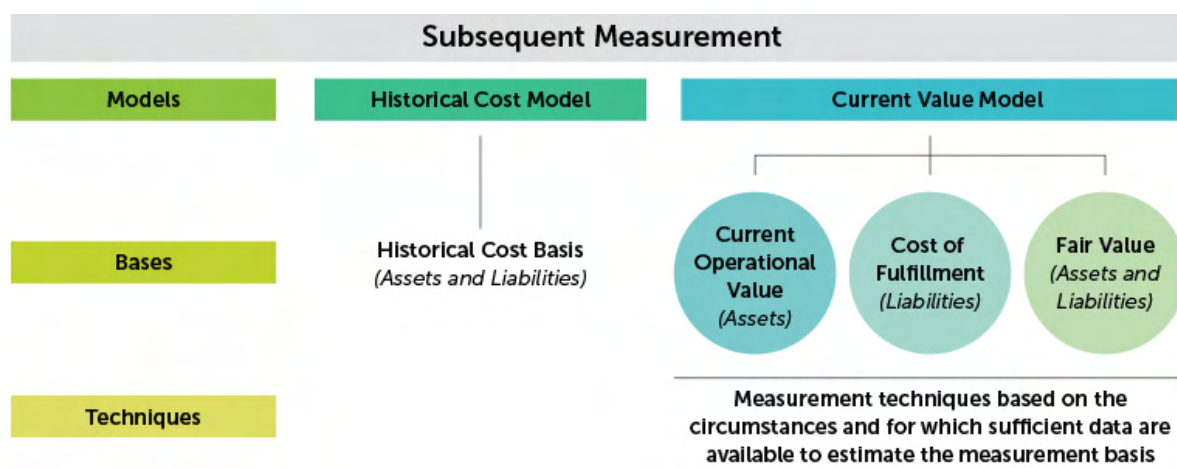 Subsequent Measurement
Models
Historical Cost Model
Current Value Model
Bases
Historical Cost Basis
(Assets and Liabilities)
Current
Operational
Value
(Assets)
Cost of
Fulfillment
(Liabilities)
Fair Value
(Assets and
Liabilities)
Techniques
Measurement techniques based on the
circumstances and for which sufficient data are
available to estimate the measurement basis